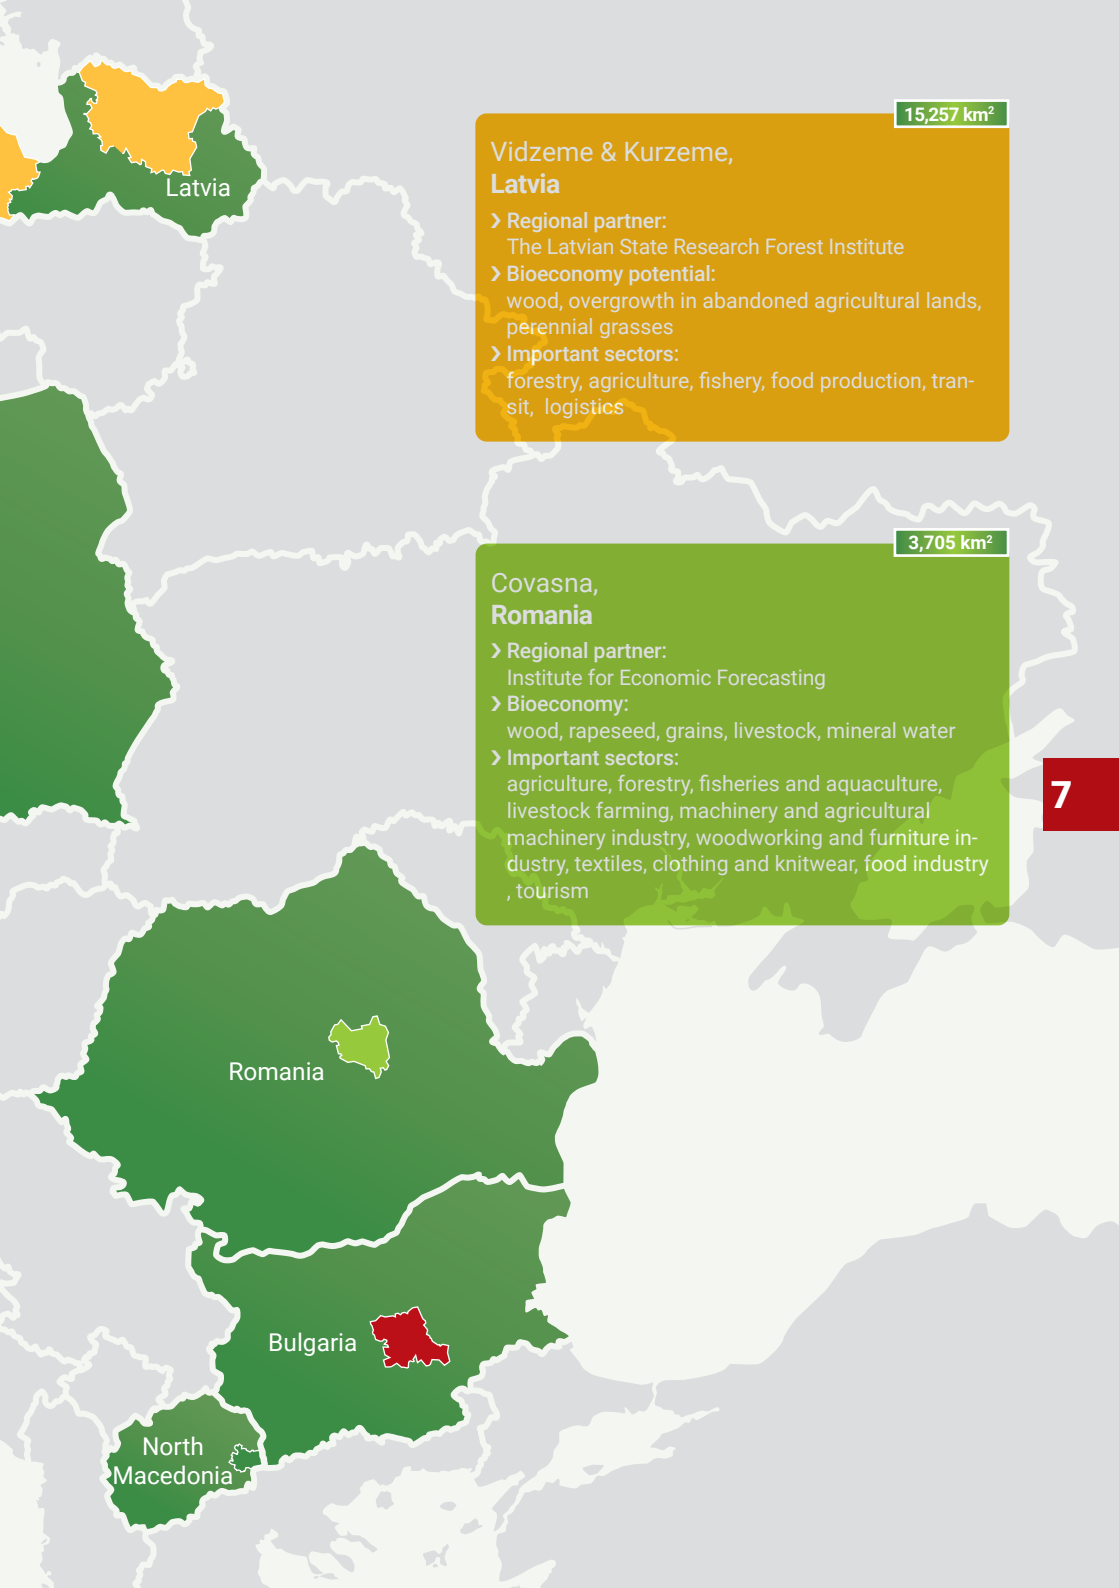 Latvia
15,257 km²
Vidzeme & Kurzeme,
Latvia
❯ Regional partner:
The Latvian State Research Forest Institute
❯ Bioeconomy potential:
wood, overgrowth in abandoned agricultural lands,
perennial grasses
❯ Important sectors:
forestry, agriculture, fishery, food production, tran-
sit, logistics
3,705 km²
Covasna,
Romania
❯ Regional partner:
Institute for Economic Forecasting
❯ Bioeconomy:
wood, rapeseed, grains, livestock, mineral water
❯ Important sectors:
agriculture, forestry, fisheries and aquaculture,
livestock farming, machinery and agricultural
machinery industry, woodworking and furniture in-
dustry, textiles, clothing and knitwear, food industry
, tourism
7
Romania
Bulgaria
North
Macedonia